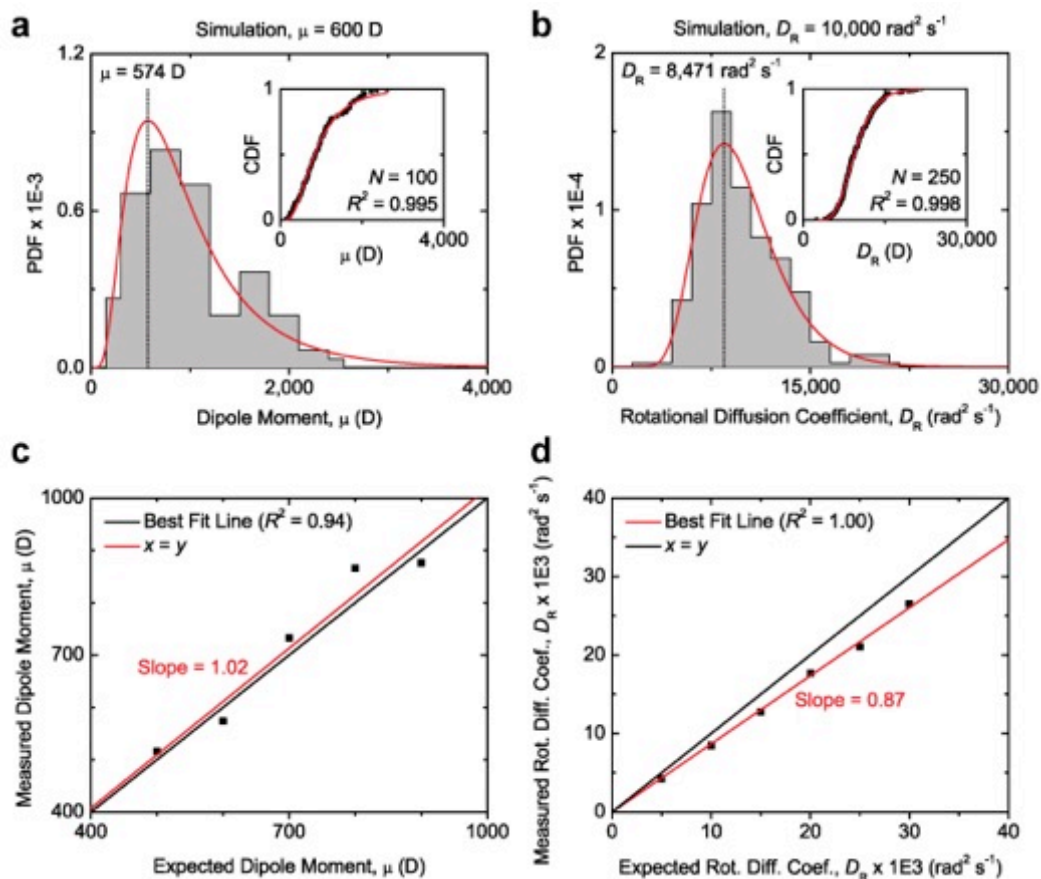 a
Simulation, μ = 600 D
1.2
0.6
0.0
PDF x 1E-3
μ = 574 D
1
CDF
0
N = 100
R² = 0.995
0
4,000
μ (D)
0
2,000
4,000
Dipole Moment, μ (D)
b
Simulation, D_R = 10,000 rad² s⁻¹
2
1
0
PDF x 1E-4
D_R = 8,471 rad² s⁻¹
1
CDF
0
N = 250
R² = 0.998
0
30,000
D_R (D)
0
15,000
30,000
Rotational Diffusion Coefficient, D_R (rad² s⁻¹)
c
1000
700
400
Measured Dipole Moment, μ (D)
Best Fit Line (R² = 0.94)
x = y
Slope = 1.02
400
700
1000
Expected Dipole Moment, μ (D)
d
40
30
20
10
0
Measured Rot. Diff. Coef., D_R x 1E3 (rad² s⁻¹)
Best Fit Line (R² = 1.00)
x = y
Slope = 0.87
0
10
20
30
40
Expected Rot. Diff. Coef., D_R x 1E3 (rad² s⁻¹)